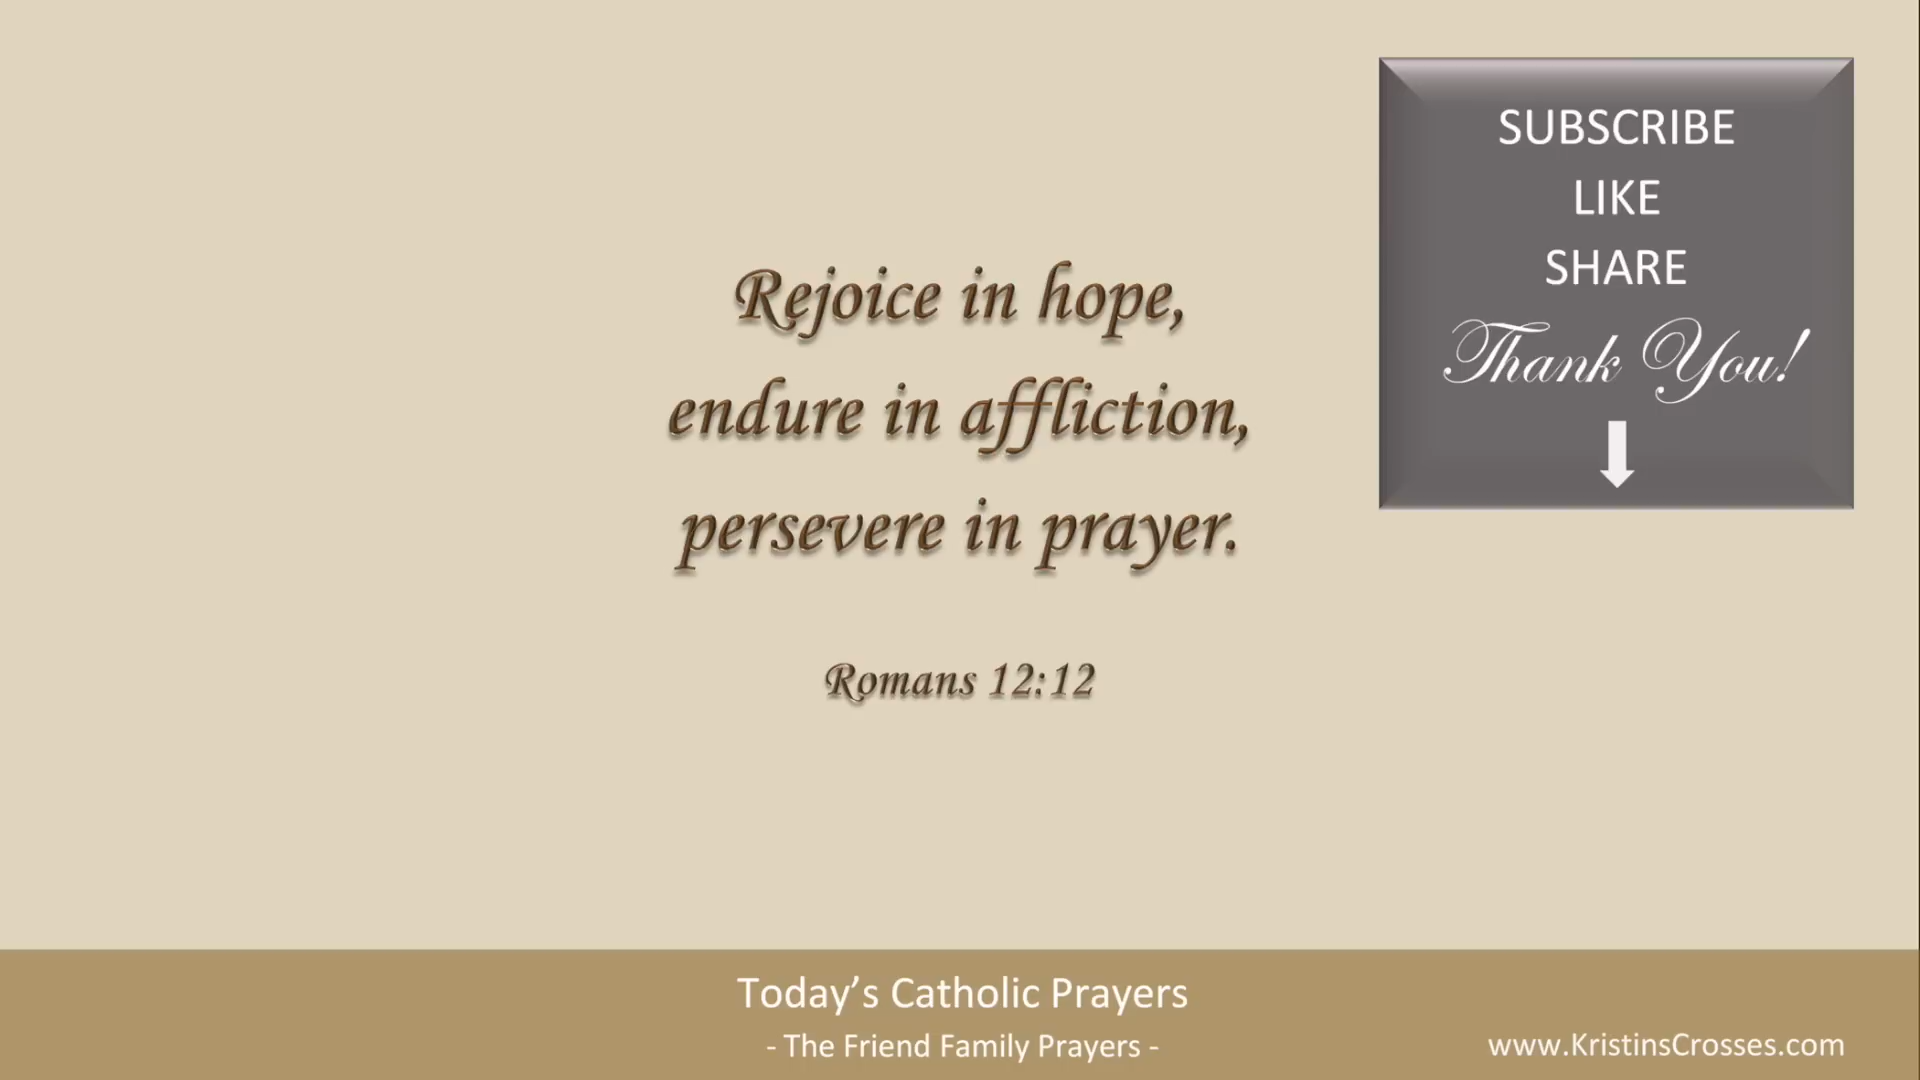 Rejoice in hope,
endure in affliction,
persevere in prayer.
Romans 12:12
SUBSCRIBE
LIKE
SHARE
Thank You!
Today’s Catholic Prayers
- The Friend Family Prayers -
www.KristinsCrosses.com